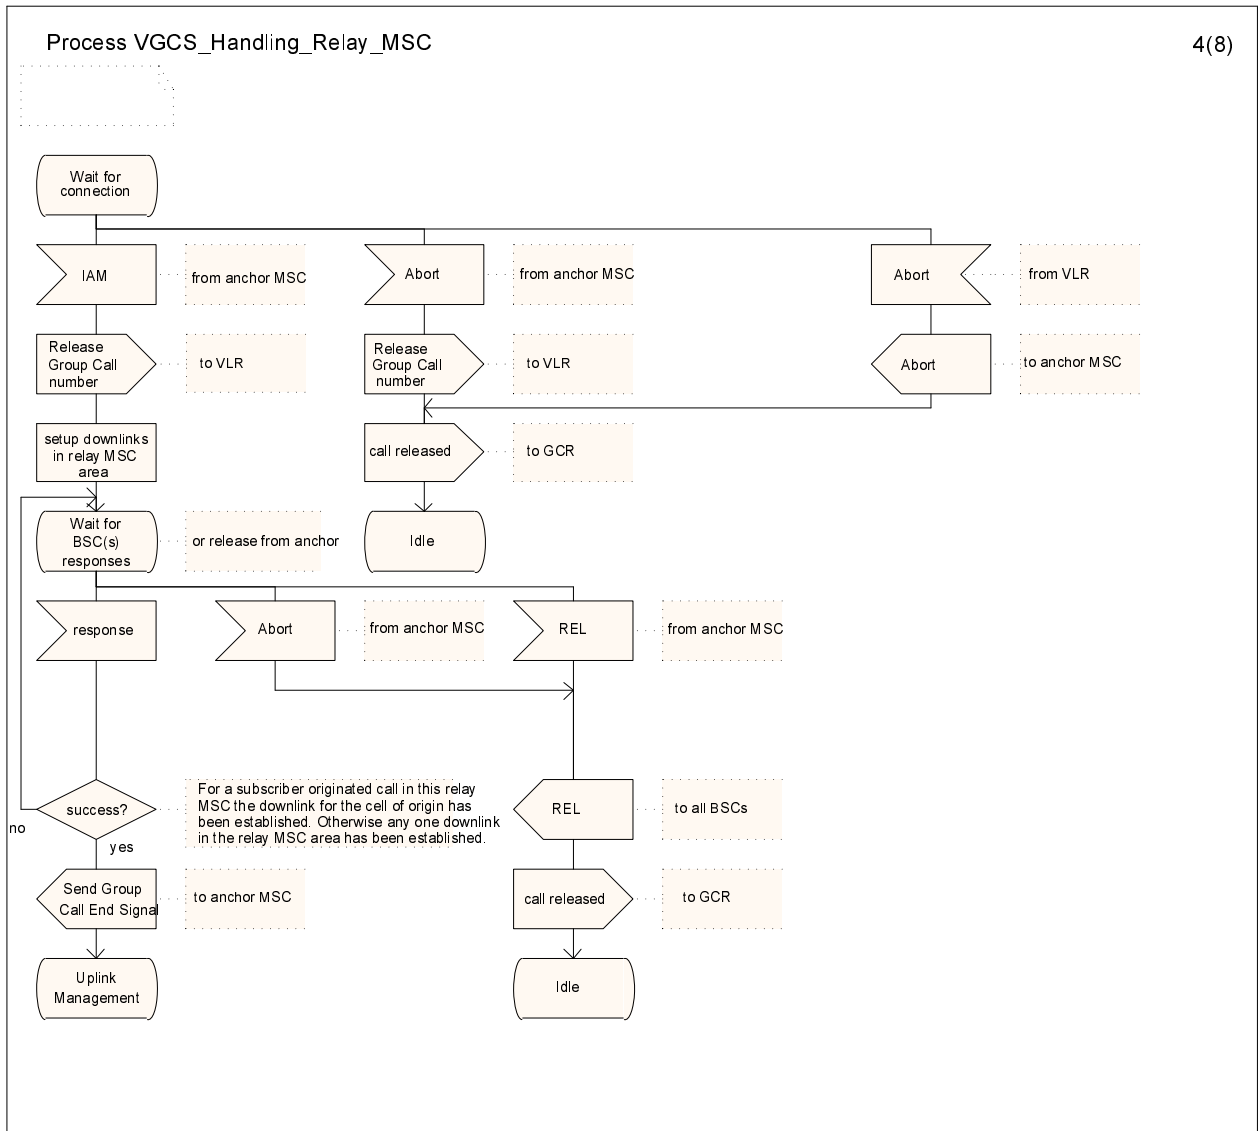 Process VGCS_Handling_Relay_MSC
4(8)
Wait for
connection
IAM
from anchor MSC
Abort
from anchor MSC
Abort
from VLR
Release
Group Call
number
to VLR
Release
Group Call
number
to VLR
Abort
to anchor MSC
setup downlinks
in relay MSC
area
call released
to GCR
Wait for
BSC(s)
responses
or release from anchor
Idle
response
Abort
from anchor MSC
REL
from anchor MSC
success?
no
yes
For a subscriber originated call in this relay
MSC the downlink for the cell of origin has
been established. Otherwise any one downlink
in the relay MSC area has been established.
REL
to all BSCs
Send Group
Call End Signal
to anchor MSC
call released
to GCR
Uplink
Management
Idle